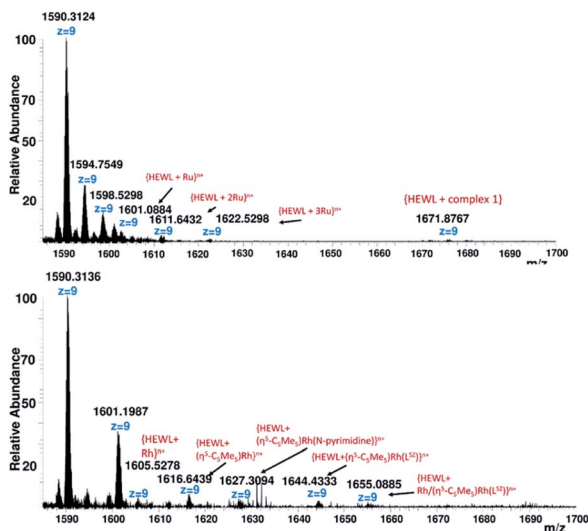 1590.3124
z=9
100
Relative Abundance
50
20
1594.7549
z=9
1598.5298
z=9
1601.0884
z=9
{HEWL + Ru}ⁿ⁺
1611.6432
z=9
{HEWL + 2Ru}ⁿ⁺
1622.5298
z=9
{HEWL + 3Ru}ⁿ⁺
{HEWL + complex 1}
1671.8767
z=9
1590 1600 1610 1620 1630 1640 1650 1660 1670 1680 1690 1700
m/z
1590.3136
z=9
100
Relative Abundance
70
50
20
1601.1987
z=9
{HEWL+
Rh}ⁿ⁺
1605.5278
z=9
{HEWL+
(η⁵-C₅Me₅)Rh}ⁿ⁺
1616.6439
z=9
{HEWL+
(η⁵-C₅Me₅)Rh(N-pyrimidine)}ⁿ⁺
1627.3094
z=9
{HEWL+(η⁵-C₅Me₅)Rh(Lˢᶻ)}ⁿ⁺
1644.4333
z=9
1655.0885
z=9
{HEWL+
Rh/(η⁵-C₅Me₅)Rh(Lˢᶻ)}ⁿ⁺
1590 1600 1610 1620 1630 1640 1650 1660 1670 1680 1690 1700
m/z